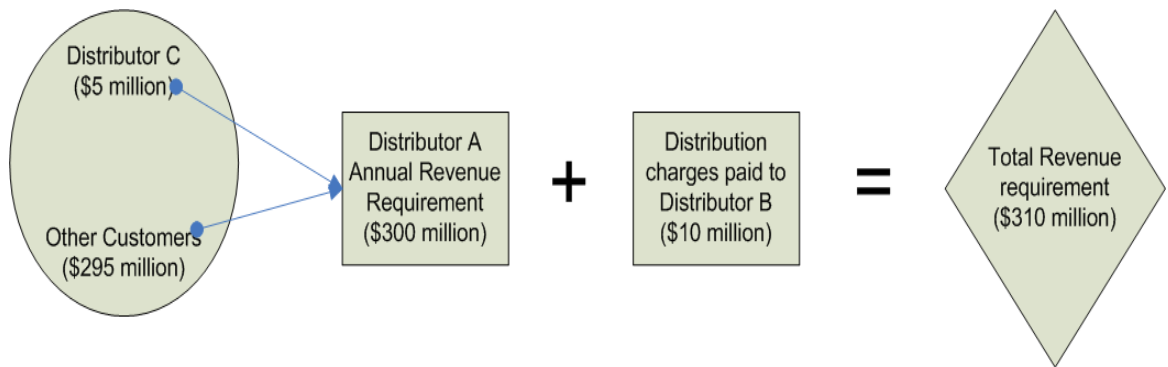 Distributor C
($5 million)
Other Customers
($295 million)
Distributor A
Annual Revenue
Requirement
($300 million)
+
Distribution
charges paid to
Distributor B
($10 million)
=
Total Revenue
requirement
($310 million)